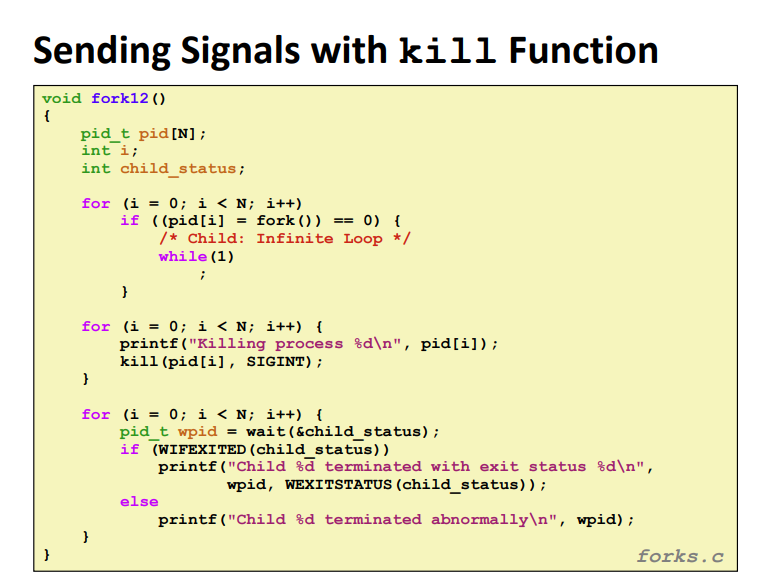 Sending Signals with kill Function
void fork12()
{
    pid_t pid[N];
    int i;
    int child_status;

    for (i = 0; i < N; i++)
        if ((pid[i] = fork()) == 0) {
            /* Child: Infinite Loop */
            while(1)
                ;
        }

    for (i = 0; i < N; i++) {
        printf("Killing process %d\n", pid[i]);
        kill(pid[i], SIGINT);
    }

    for (i = 0; i < N; i++) {
        pid_t wpid = wait(&child_status);
        if (WIFEXITED(child_status))
            printf("Child %d terminated with exit status %d\n",
                   wpid, WEXITSTATUS(child_status));
        else
            printf("Child %d terminated abnormally\n", wpid);
    }
}
forks.c